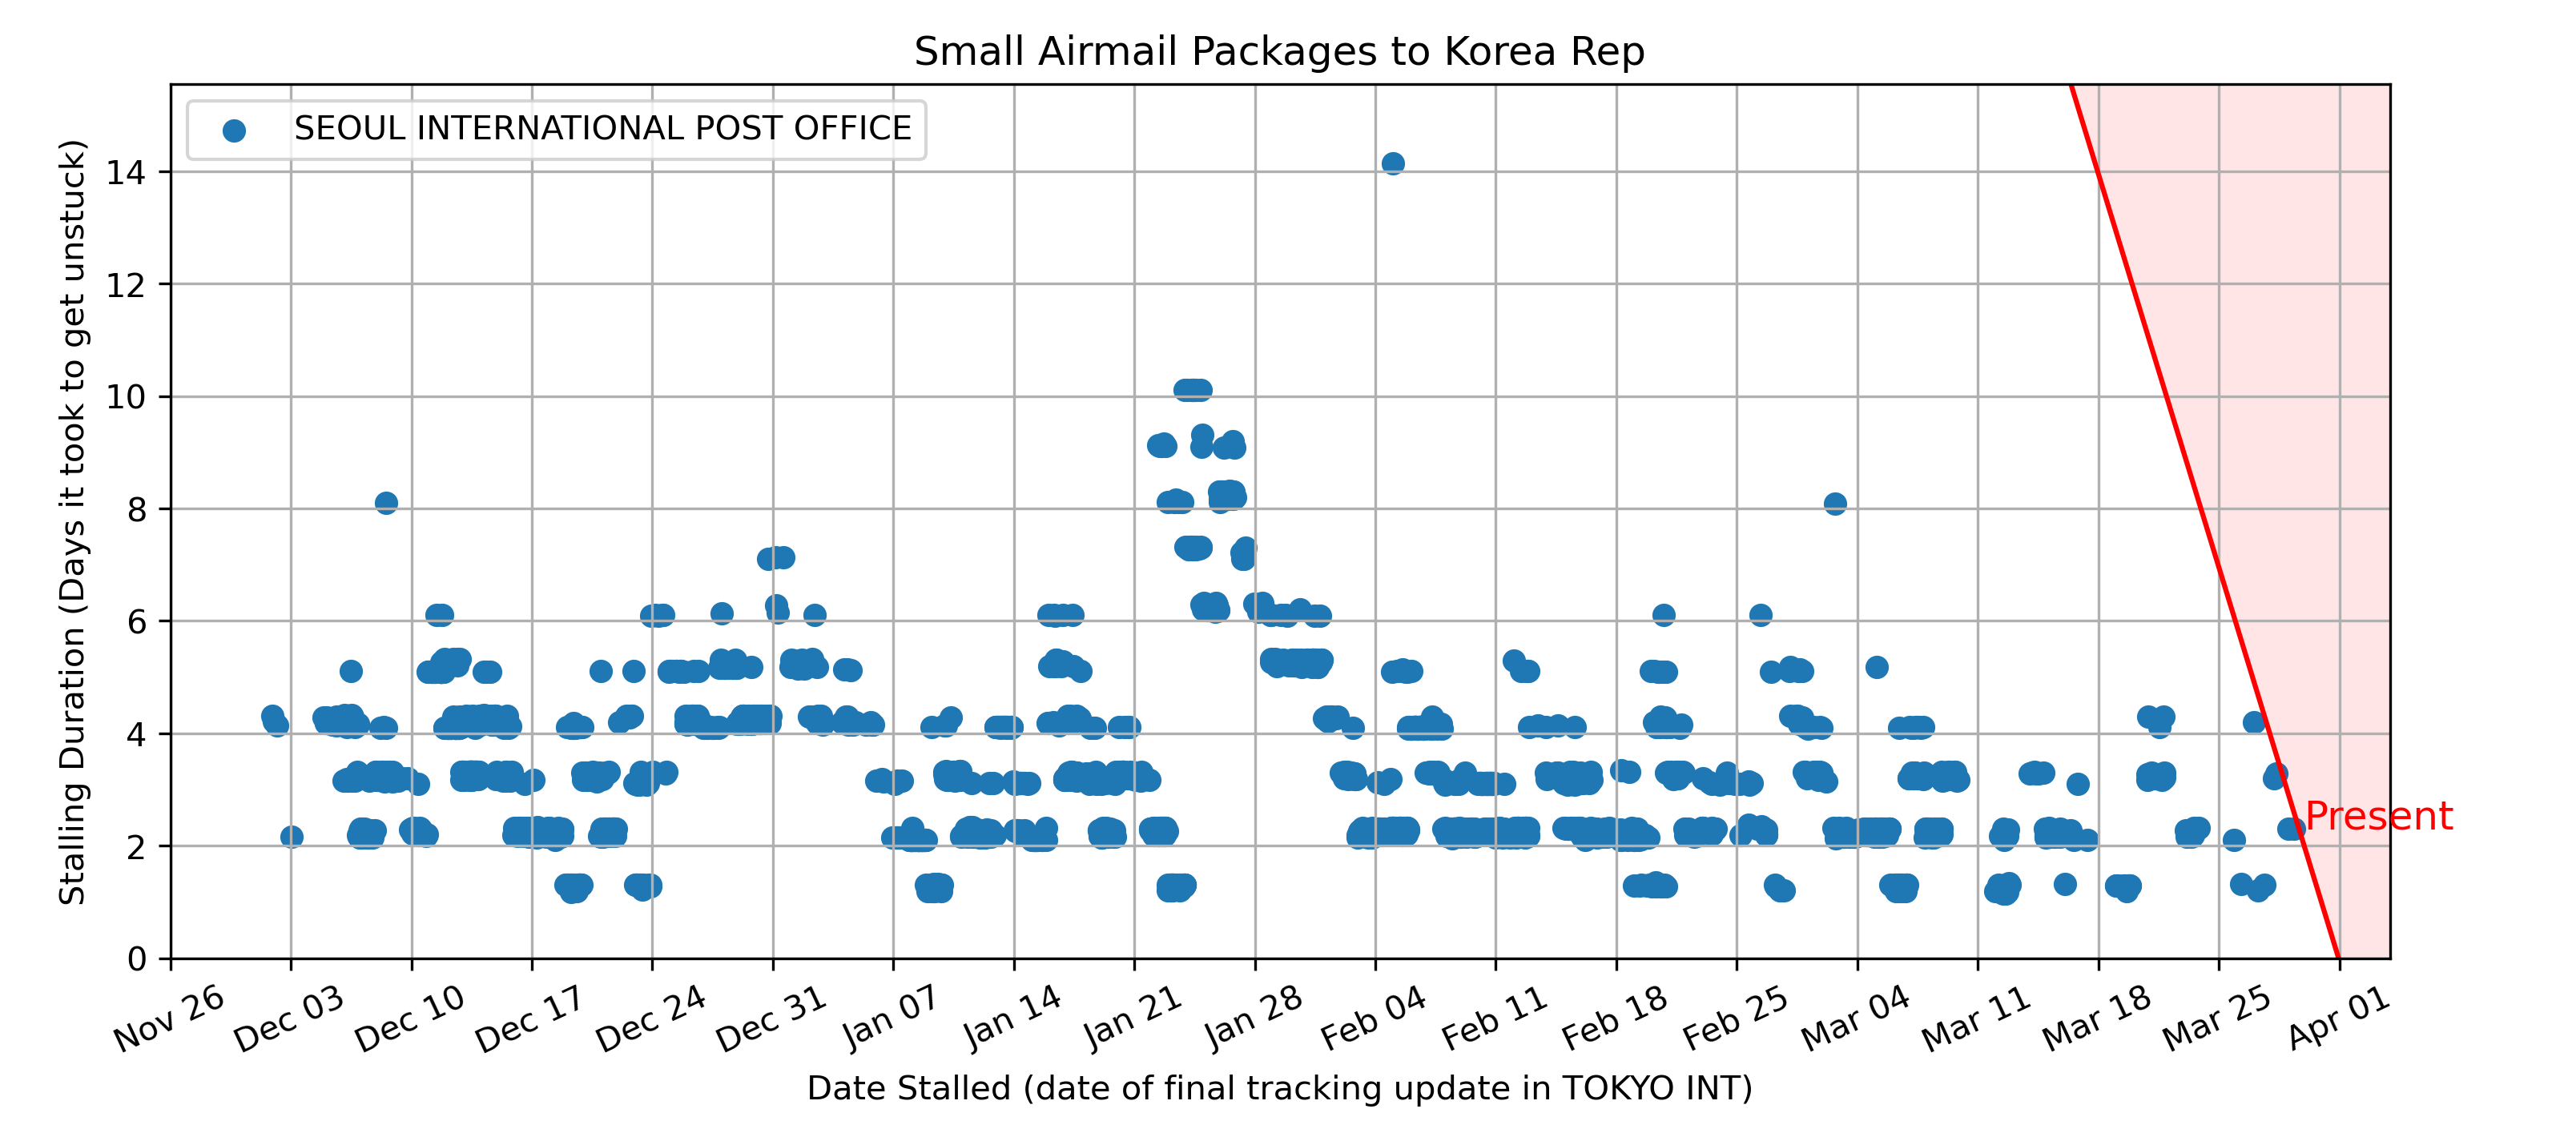 Small Airmail Packages to Korea Rep
SEOUL INTERNATIONAL POST OFFICE
Stalling Duration (Days it took to get unstuck)
14
12
10
8
6
4
2
0
Present
Nov 26
Dec 03
Dec 10
Dec 17
Dec 24
Dec 31
Jan 07
Jan 14
Jan 21
Jan 28
Feb 04
Feb 11
Feb 18
Feb 25
Mar 04
Mar 11
Mar 18
Mar 25
Apr 01
Date Stalled (date of final tracking update in TOKYO INT)